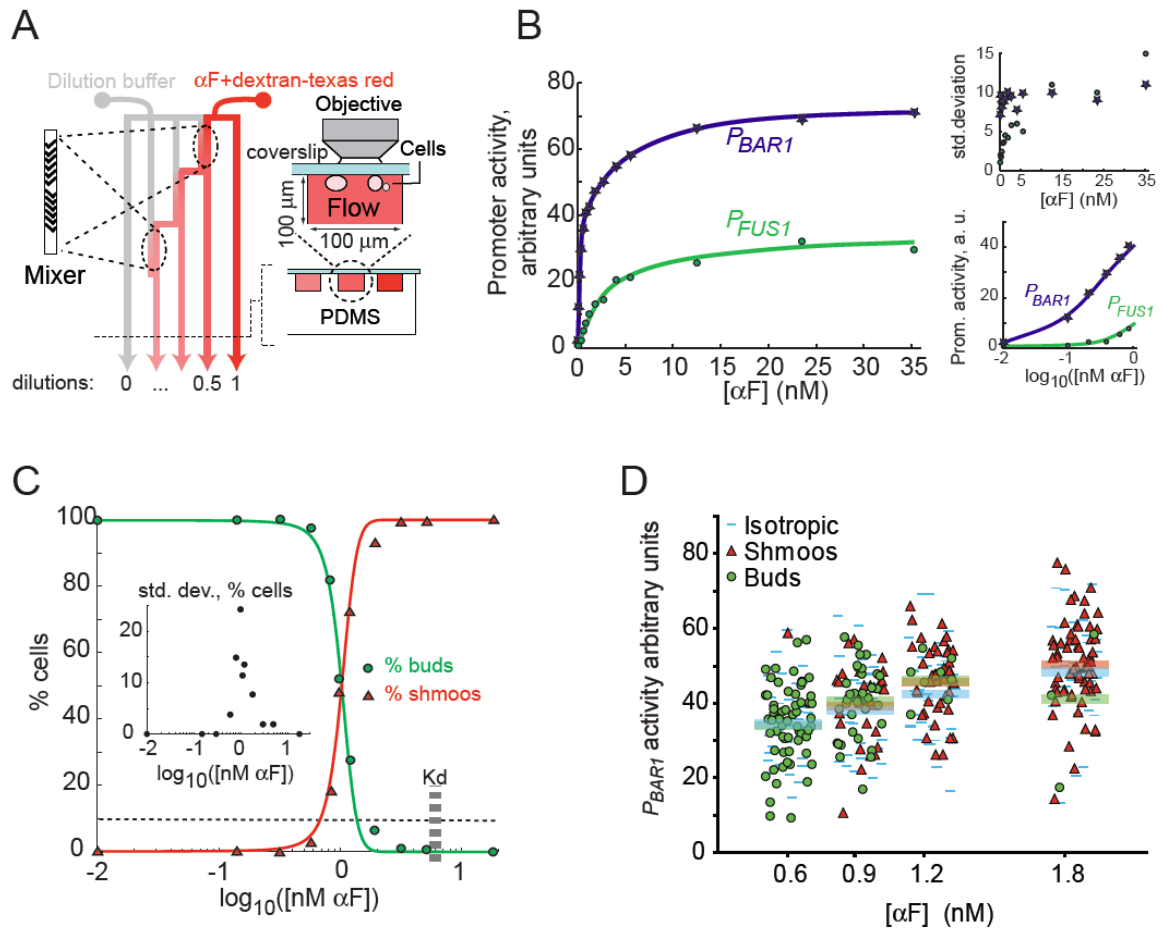 A
Dilution buffer
αF+dextran-texas red
Mixer
dilutions:
0
...
0.5
1
Objective
coverslip
Cells
Flow
100 µm
100 µm
PDMS
B
Promoter activity,
arbitrary units
80
60
40
20
0
PBAR1
PFUS1
0
5
10
15
20
25
30
35
[αF] (nM)
std.deviation
15
10
5
0
0
5
15
25
35
[αF] (nM)
Prom. activity, a. u.
40
20
0
PBAR1
PFUS1
-2
-1
0
log10([nM αF])
C
% cells
100
80
60
40
20
0
std. dev., % cells
20
10
0
-2
-1
0
1
log10([nM αF])
% buds
% shmoos
Kd
-2
-1
0
1
log10([nM αF])
D
PBAR1 activity arbitrary units
80
60
40
20
0
Isotropic
Shmoos
Buds
0.6
0.9
1.2
1.8
[αF] (nM)